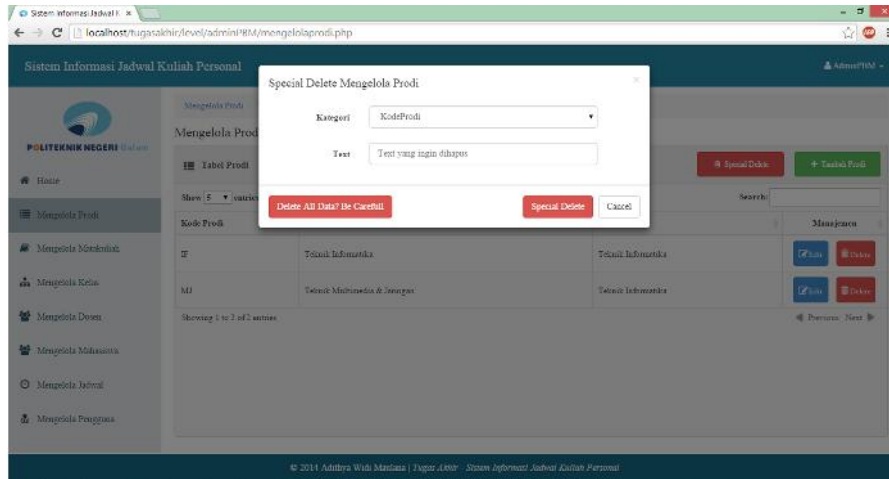 Sistem Informasi Jadwal K
localhost/tugasakhir/level/adminPBM/mengelolaprodi.php
Sistem Informasi Jadwal Kuliah Personal
AdminPBM
POLITEKNIK NEGERI Batam
Home
Mengelola Prodi
Mengelola Matakuliah
Mengelola Kelas
Mengelola Dosen
Mengelola Mahasiswa
Mengelola Jadwal
Mengelola Pengguna
Mengelola Prodi
Mengelola Prod
Tabel Prodi
Special Delete
+ Tambah Prodi
Show 5 entries
Search:
Kode Prodi
Manajemen
IF
Teknik Informatika
Teknik Informatika
Edit
Delete
MJ
Teknik Multimedia & Jaringan
Teknik Informatika
Edit
Delete
Showing 1 to 2 of 2 entries
Previous Next
Special Delete Mengelola Prodi
×
Kategori
KodeProdi
Text
Text yang ingin dihapus
Delete All Data? Be Carefull
Special Delete
Cancel
© 2014 Adithya Widi Maulana | Tugas Akhir - Sistem Informasi Jadwal Kuliah Personal